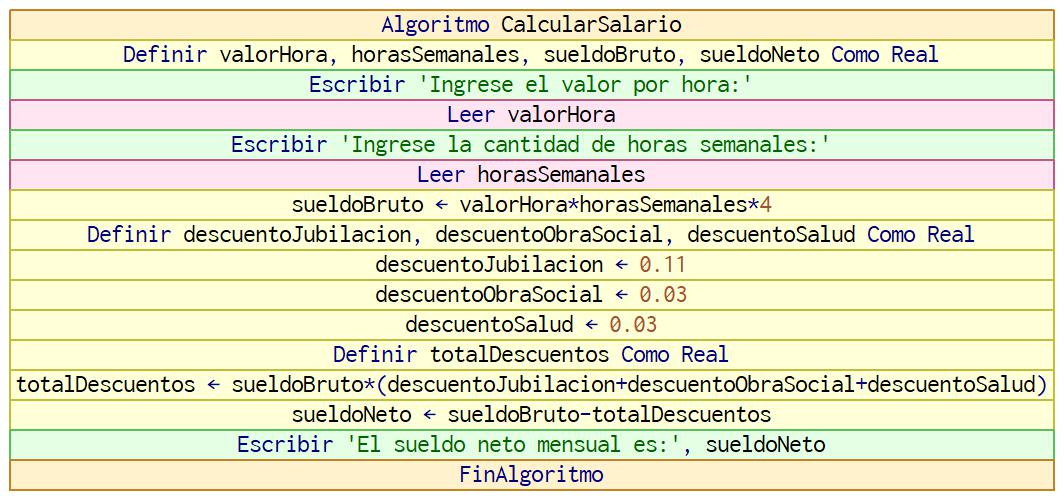 Algoritmo CalcularSalario
Definir valorHora, horasSemanales, sueldoBruto, sueldoNeto Como Real
Escribir 'Ingrese el valor por hora:'
Leer valorHora
Escribir 'Ingrese la cantidad de horas semanales:'
Leer horasSemanales
sueldoBruto ← valorHora*horasSemanales*4
Definir descuentoJubilacion, descuentoObraSocial, descuentoSalud Como Real
descuentoJubilacion ← 0.11
descuentoObraSocial ← 0.03
descuentoSalud ← 0.03
Definir totalDescuentos Como Real
totalDescuentos ← sueldoBruto*(descuentoJubilacion+descuentoObraSocial+descuentoSalud)
sueldoNeto ← sueldoBruto-totalDescuentos
Escribir 'El sueldo neto mensual es:', sueldoNeto
FinAlgoritmo